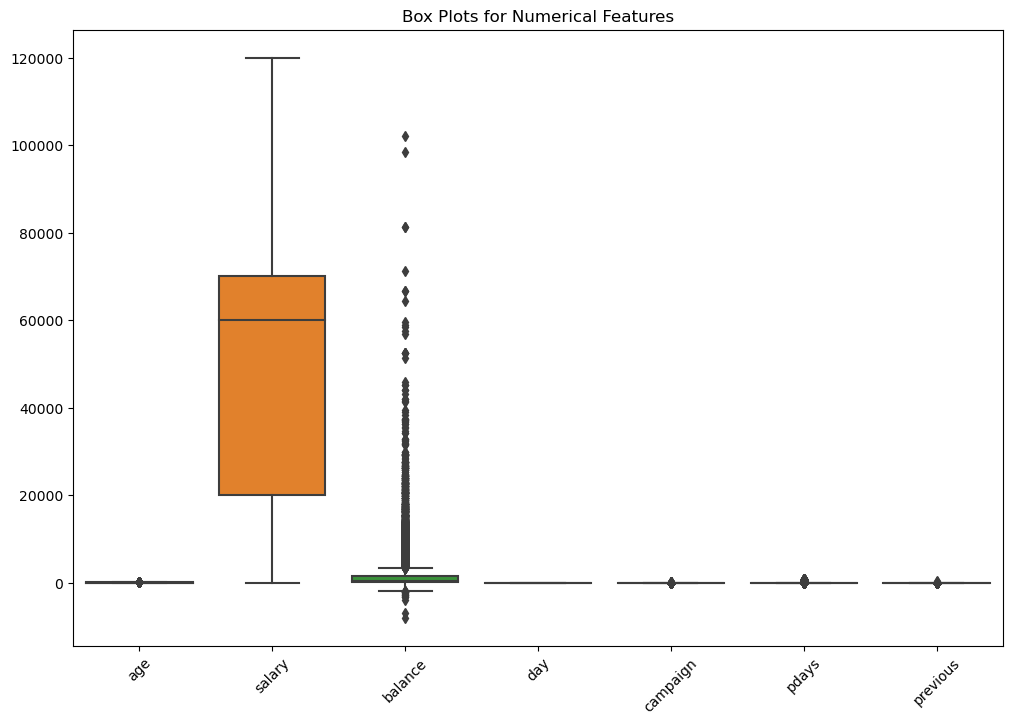 Box Plots for Numerical Features
120000
100000
80000
60000
40000
20000
0
age
salary
balance
day
campaign
pdays
previous